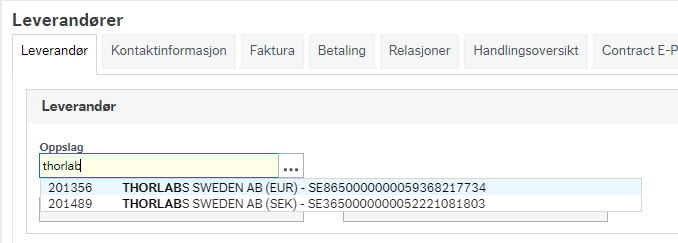 Leverandører
Leverandør Kontaktinformasjon Faktura Betaling Relasjoner Handlingsoversikt Contract E-P
Leverandør
Oppslag
thorlab ...
201356 THORLABS SWEDEN AB (EUR) - SE8650000000059368217734
201489 THORLABS SWEDEN AB (SEK) - SE3650000000052221081803